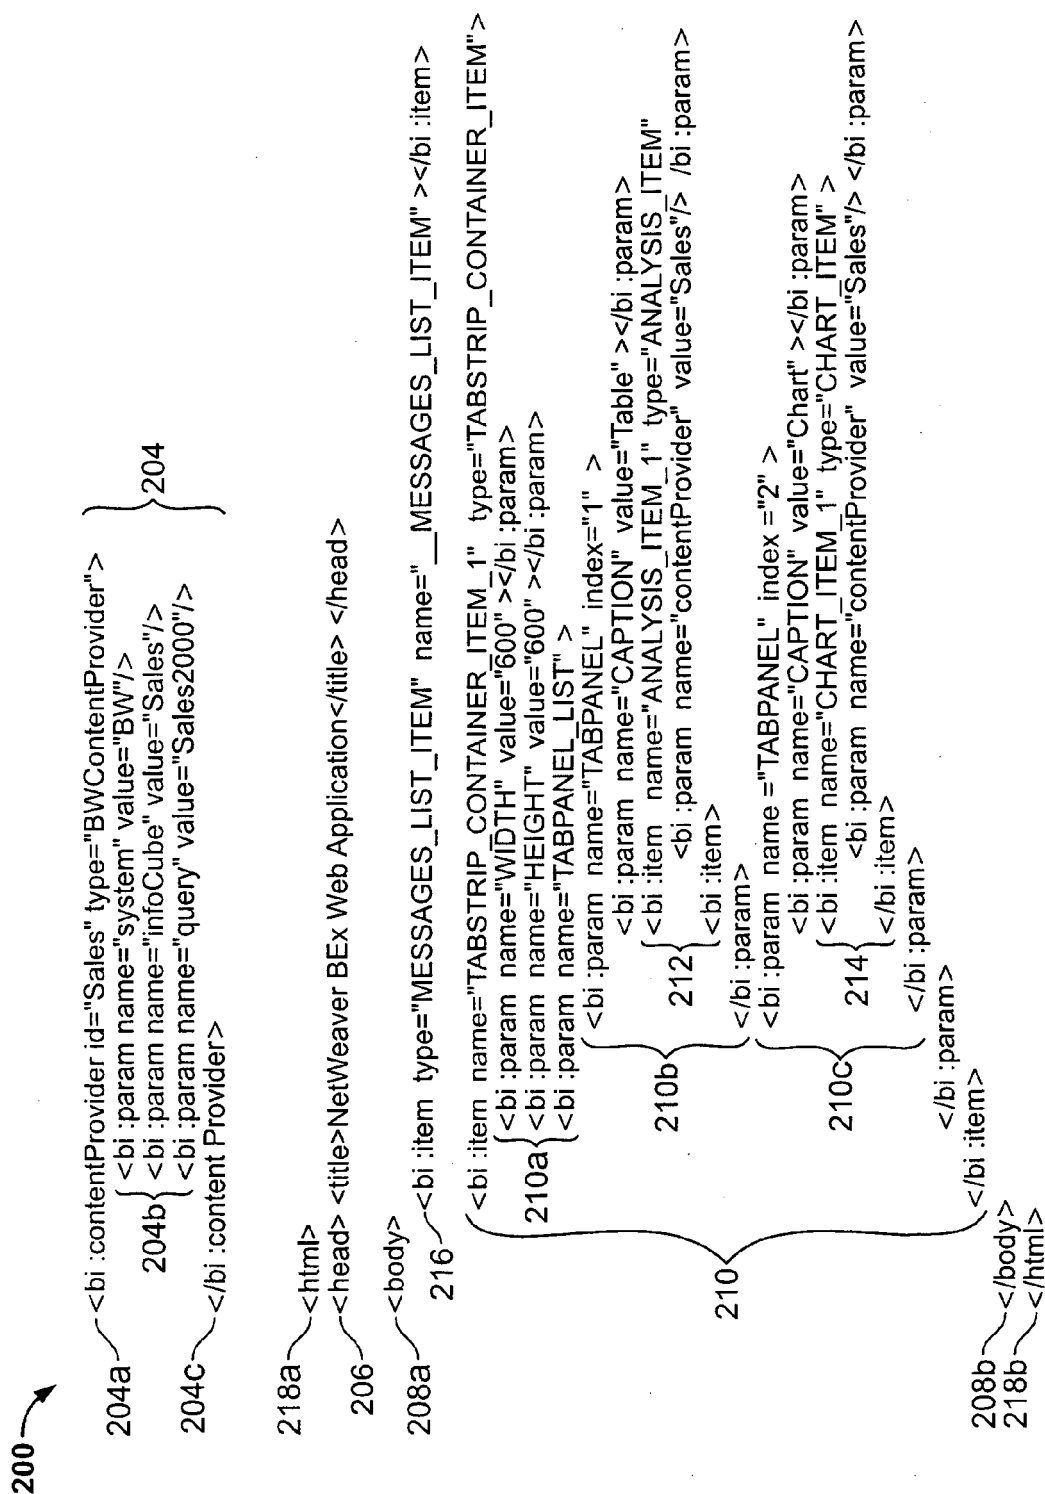 200
204a <bi :contentProvider id="Sales" type="BWContentProvider">
<bi :param name="system" value="BW"/>
204b <bi :param name="infoCube" value="Sales"/> 204
<bi :param name="query" value="Sales2000"/>
204c </bi :content Provider>
218a <html>
206 <head> <title>NetWeaver BEx Web Application</title> </head>
208a <body>
216 <bi :item type="MESSAGES_LIST_ITEM" name="__MESSAGES_LIST_ITEM" ></bi :item>
<bi :item name="TABSTRIP_CONTAINER_ITEM_1" type="TABSTRIP_CONTAINER_ITEM">
<bi :param name="WIDTH" value="600" ></bi :param>
210a <bi :param name="HEIGHT" value="600" ></bi :param>
<bi :param name="TABPANEL_LIST" >
<bi :param name="TABPANEL" index="1" >
<bi :param name="CAPTION" value="Table" ></bi :param>
<bi :item name="ANALYSIS_ITEM_1" type="ANALYSIS_ITEM"
210b 212 <bi :param name="contentProvider" value="Sales"/> /bi :param>
<bi :item>
</bi :param>
210 <bi :param name ="TABPANEL" index ="2" >
<bi :param name="CAPTION" value="Chart" ></bi :param>
<bi :item name="CHART_ITEM_1" type="CHART_ITEM" >
210c 214 <bi :param name="contentProvider" value="Sales"/> </bi :param>
</bi :item>
</bi :param>
</bi :param>
</bi :item>
208b </body>
218b </html>